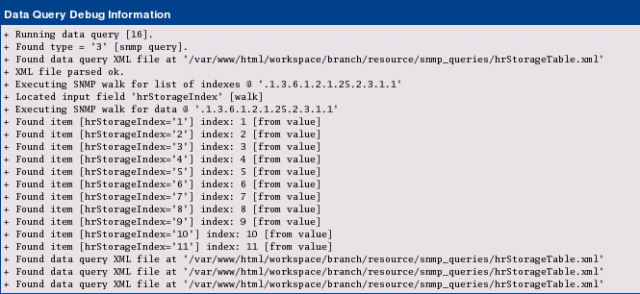 Data Query Debug Information
+ Running data query [16].
+ Found type = '3' [snmp query].
+ Found data query XML file at '/var/www/html/workspace/branch/resource/snmp_queries/hrStorageTable.xml'
+ XML file parsed ok.
+ Executing SNMP walk for list of indexes @ '.1.3.6.1.2.1.25.2.3.1.1'
+ Located input field 'hrStorageIndex' [walk]
+ Executing SNMP walk for data @ '.1.3.6.1.2.1.25.2.3.1.1'
+ Found item [hrStorageIndex='1'] index: 1 [from value]
+ Found item [hrStorageIndex='2'] index: 2 [from value]
+ Found item [hrStorageIndex='3'] index: 3 [from value]
+ Found item [hrStorageIndex='4'] index: 4 [from value]
+ Found item [hrStorageIndex='5'] index: 5 [from value]
+ Found item [hrStorageIndex='6'] index: 6 [from value]
+ Found item [hrStorageIndex='7'] index: 7 [from value]
+ Found item [hrStorageIndex='8'] index: 8 [from value]
+ Found item [hrStorageIndex='9'] index: 9 [from value]
+ Found item [hrStorageIndex='10'] index: 10 [from value]
+ Found item [hrStorageIndex='11'] index: 11 [from value]
+ Found data query XML file at '/var/www/html/workspace/branch/resource/snmp_queries/hrStorageTable.xml'
+ Found data query XML file at '/var/www/html/workspace/branch/resource/snmp_queries/hrStorageTable.xml'
+ Found data query XML file at '/var/www/html/workspace/branch/resource/snmp_queries/hrStorageTable.xml'